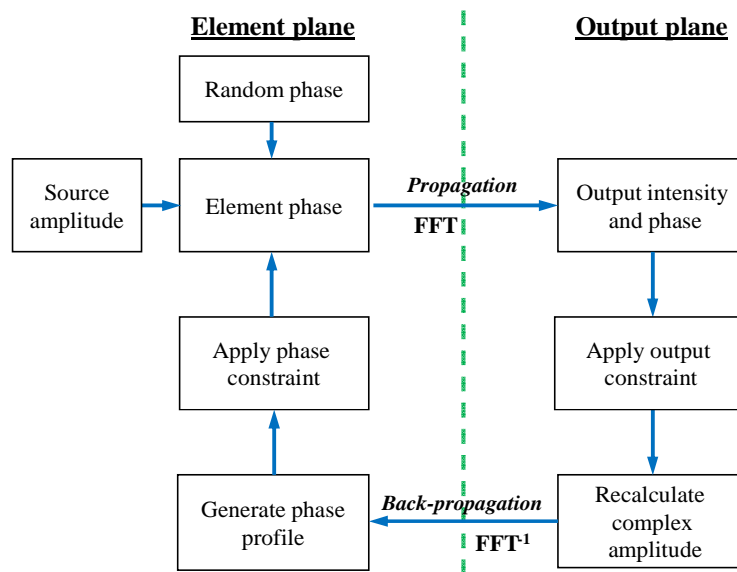 Element plane
Output plane
Random phase
Source
amplitude
Element phase
Propagation
FFT
Output intensity
and phase
Apply phase
constraint
Apply output
constraint
Generate phase
profile
Back-propagation
FFT-1
Recalculate
complex
amplitude